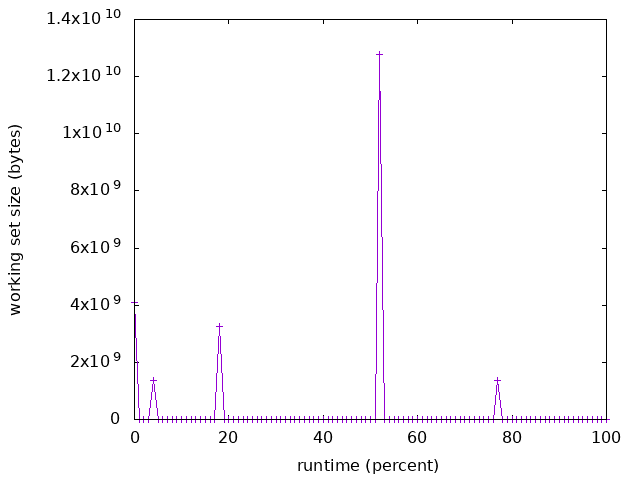 1.4x10 10
1.2x10 10
1x10 10
8x10 9
6x10 9
4x10 9
2x10 9
0
working set size (bytes)
0 20 40 60 80 100
runtime (percent)